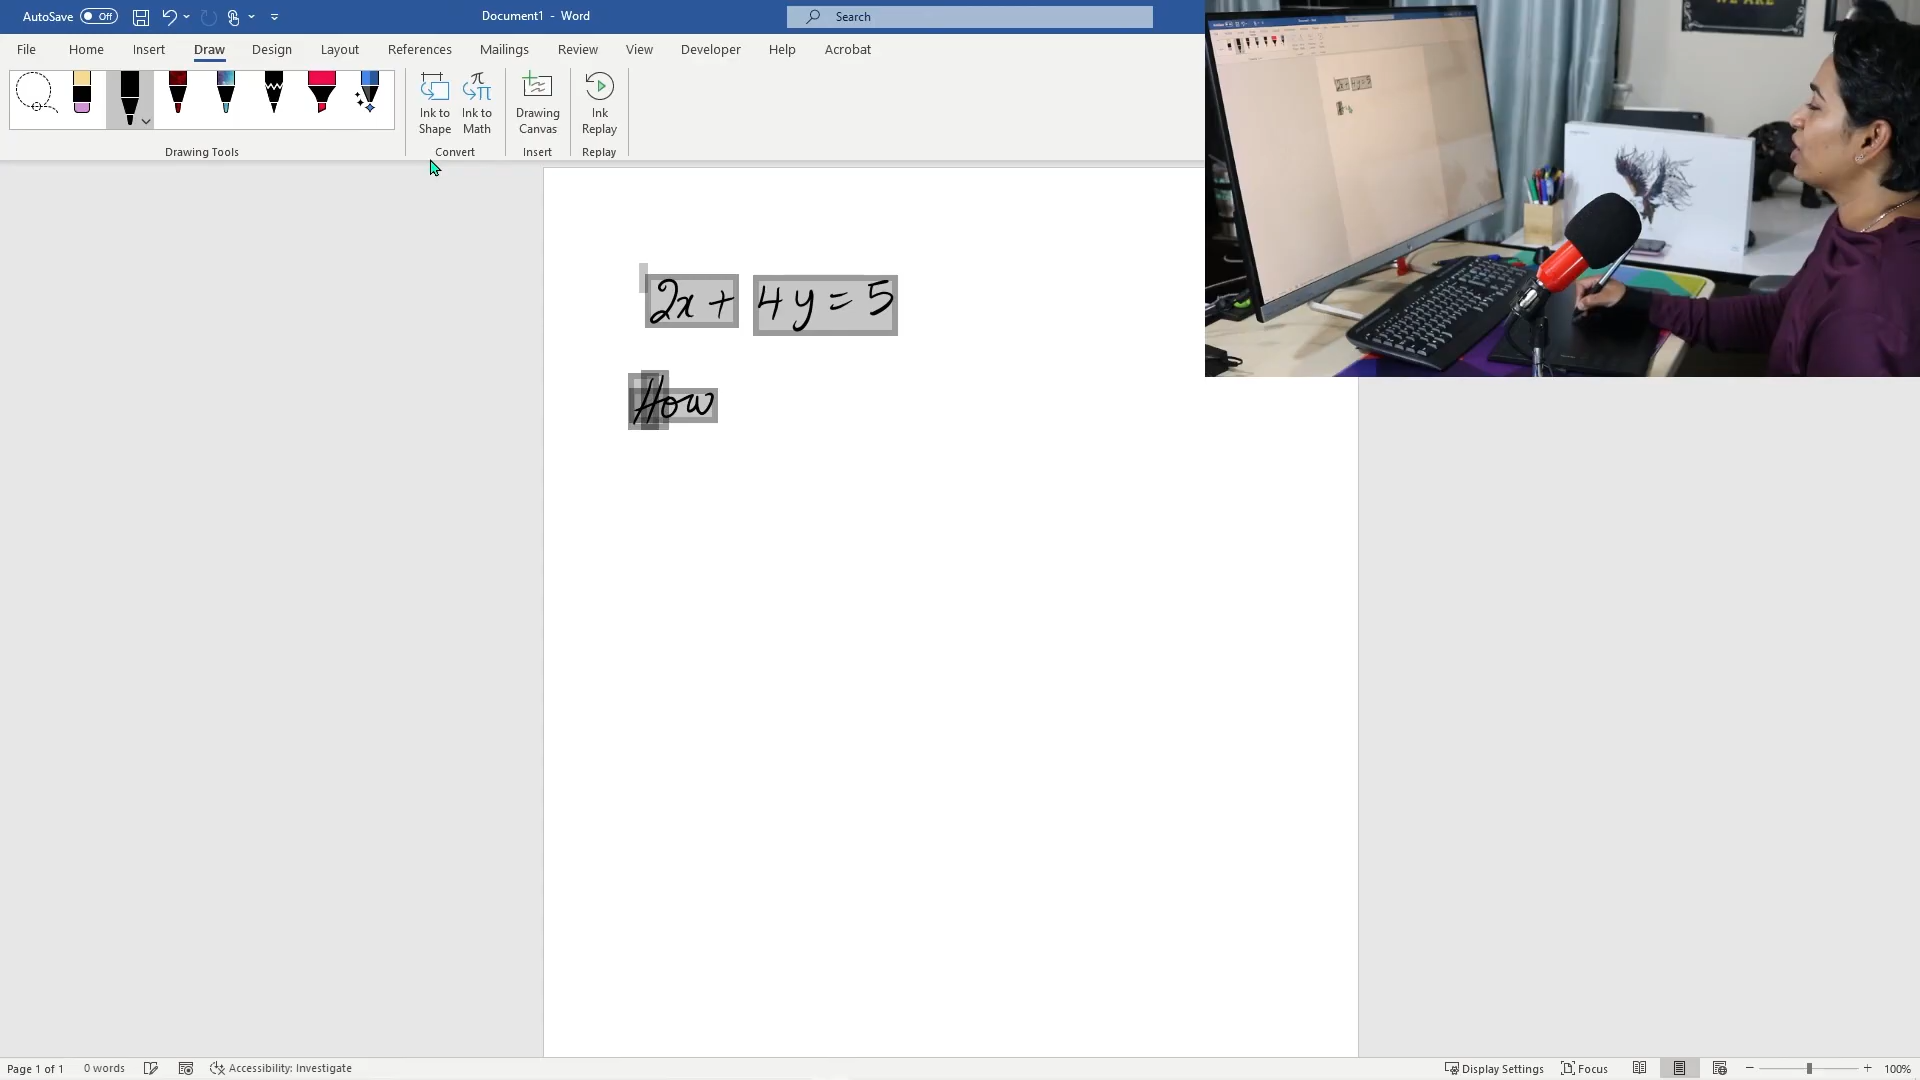 AutoSave Off Document1 - Word Search
File Home Insert Draw Design Layout References Mailings Review View Developer Help Acrobat
Ink to Shape Ink to Math Drawing Canvas Ink Replay
Drawing Tools Convert Insert Replay
WE ARE
2x + 4y = 5
How
Page 1 of 1 0 words Accessibility: Investigate Display Settings Focus 100%